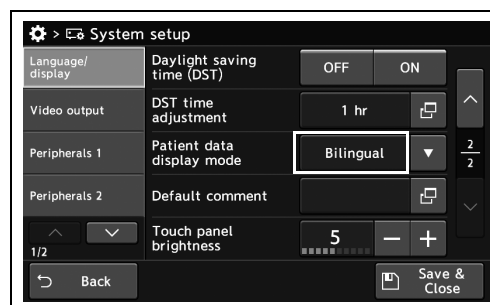 > System setup
Language/
display
Daylight saving
time (DST)
OFF
ON
Video output
DST time
adjustment
1 hr
Peripherals 1
Patient data
display mode
Bilingual
2
2
Peripherals 2
Default comment
1/2
Touch panel
brightness
5
Back
Save &
Close